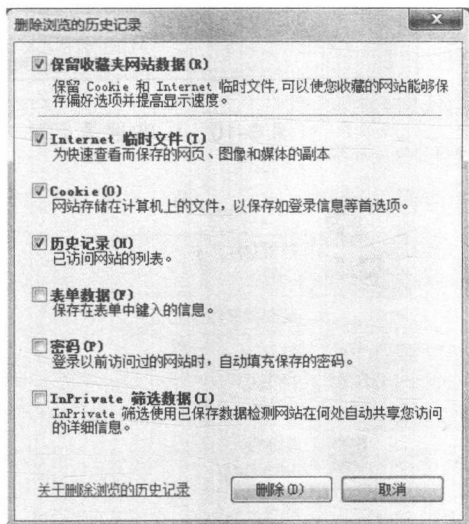 删除浏览的历史记录
保留收藏夹网站数据(R)
保留 Cookie 和 Internet 临时文件,可以使您收藏的网站能够保
存偏好选项并提高显示速度。
Internet 临时文件(T)
为快速查看而保存的网页、图像和媒体的副本
Cookie(O)
网站存储在计算机上的文件，以保存如登录信息等首选项。
历史记录(H)
已访问网站的列表。
表单数据(F)
保存在表单中键入的信息。
密码(P)
登录以前访问过的网站时，自动填充保存的密码。
InPrivate 筛选数据(I)
InPrivate 筛选使用已保存数据检测网站在何处自动共享您访问
的详细信息。
关于删除浏览的历史记录
删除(D)
取消